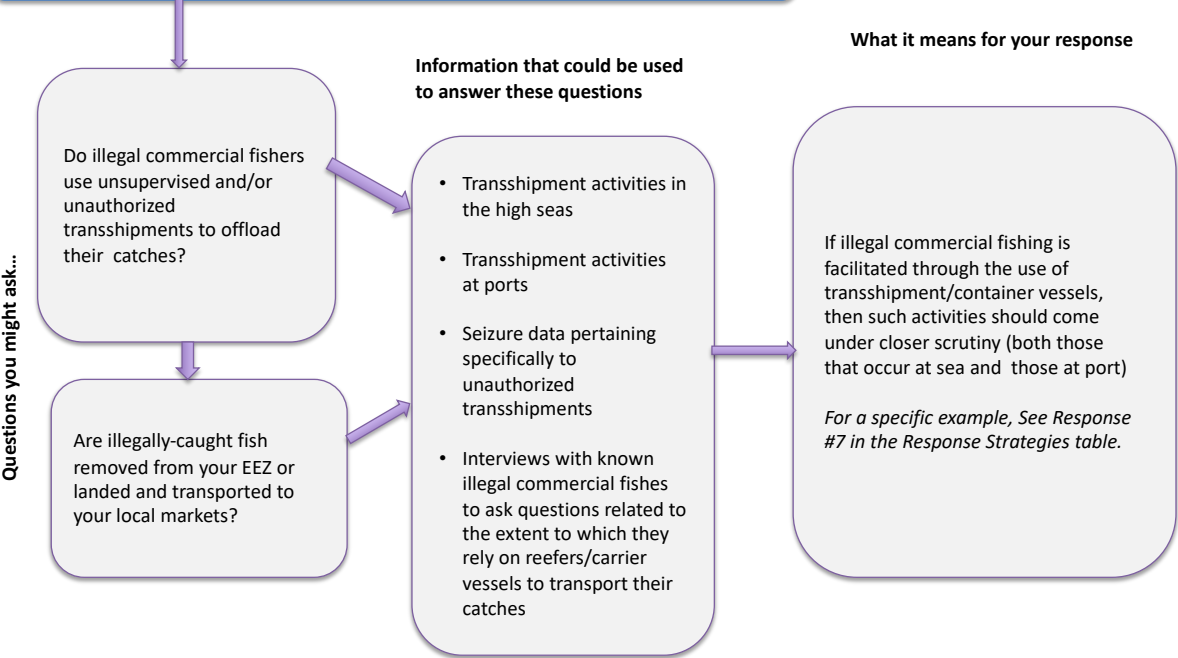 Questions you might ask...
Do illegal commercial fishers
use unsupervised and/or
unauthorized
transshipments to offload
their catches?
Are illegally-caught fish
removed from your EEZ or
landed and transported to
your local markets?
Information that could be used
to answer these questions
• Transshipment activities in
the high seas
• Transshipment activities
at ports
• Seizure data pertaining
specifically to
unauthorized
transshipments
• Interviews with known
illegal commercial fishes
to ask questions related to
the extent to which they
rely on reefers/carrier
vessels to transport their
catches
What it means for your response
If illegal commercial fishing is
facilitated through the use of
transshipment/container vessels,
then such activities should come
under closer scrutiny (both those
that occur at sea and those at port)
For a specific example, See Response
#7 in the Response Strategies table.